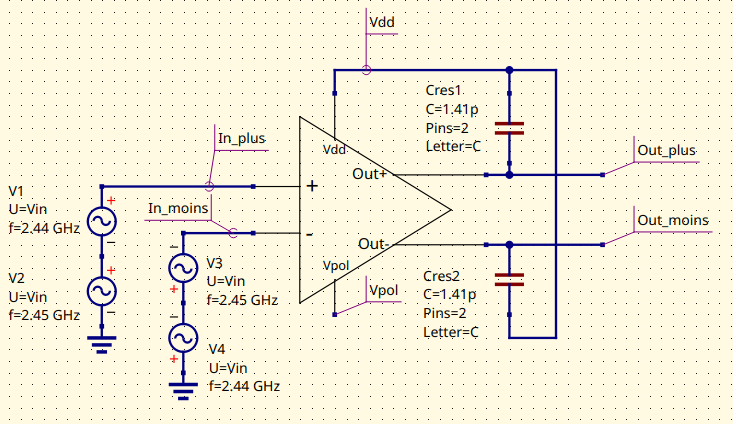 Vdd
Cres1
C=1.41p
Pins=2
Letter=C
In_plus
Vdd
+
Out+
Out_plus
V1
U=Vin
f=2.44 GHz
+
−
In_moins
-
Out-
Out_moins
Vpol
V2
U=Vin
f=2.45 GHz
+
−
−
+
V3
U=Vin
f=2.45 GHz
Vpol
Cres2
C=1.41p
Pins=2
Letter=C
−
+
V4
U=Vin
f=2.44 GHz